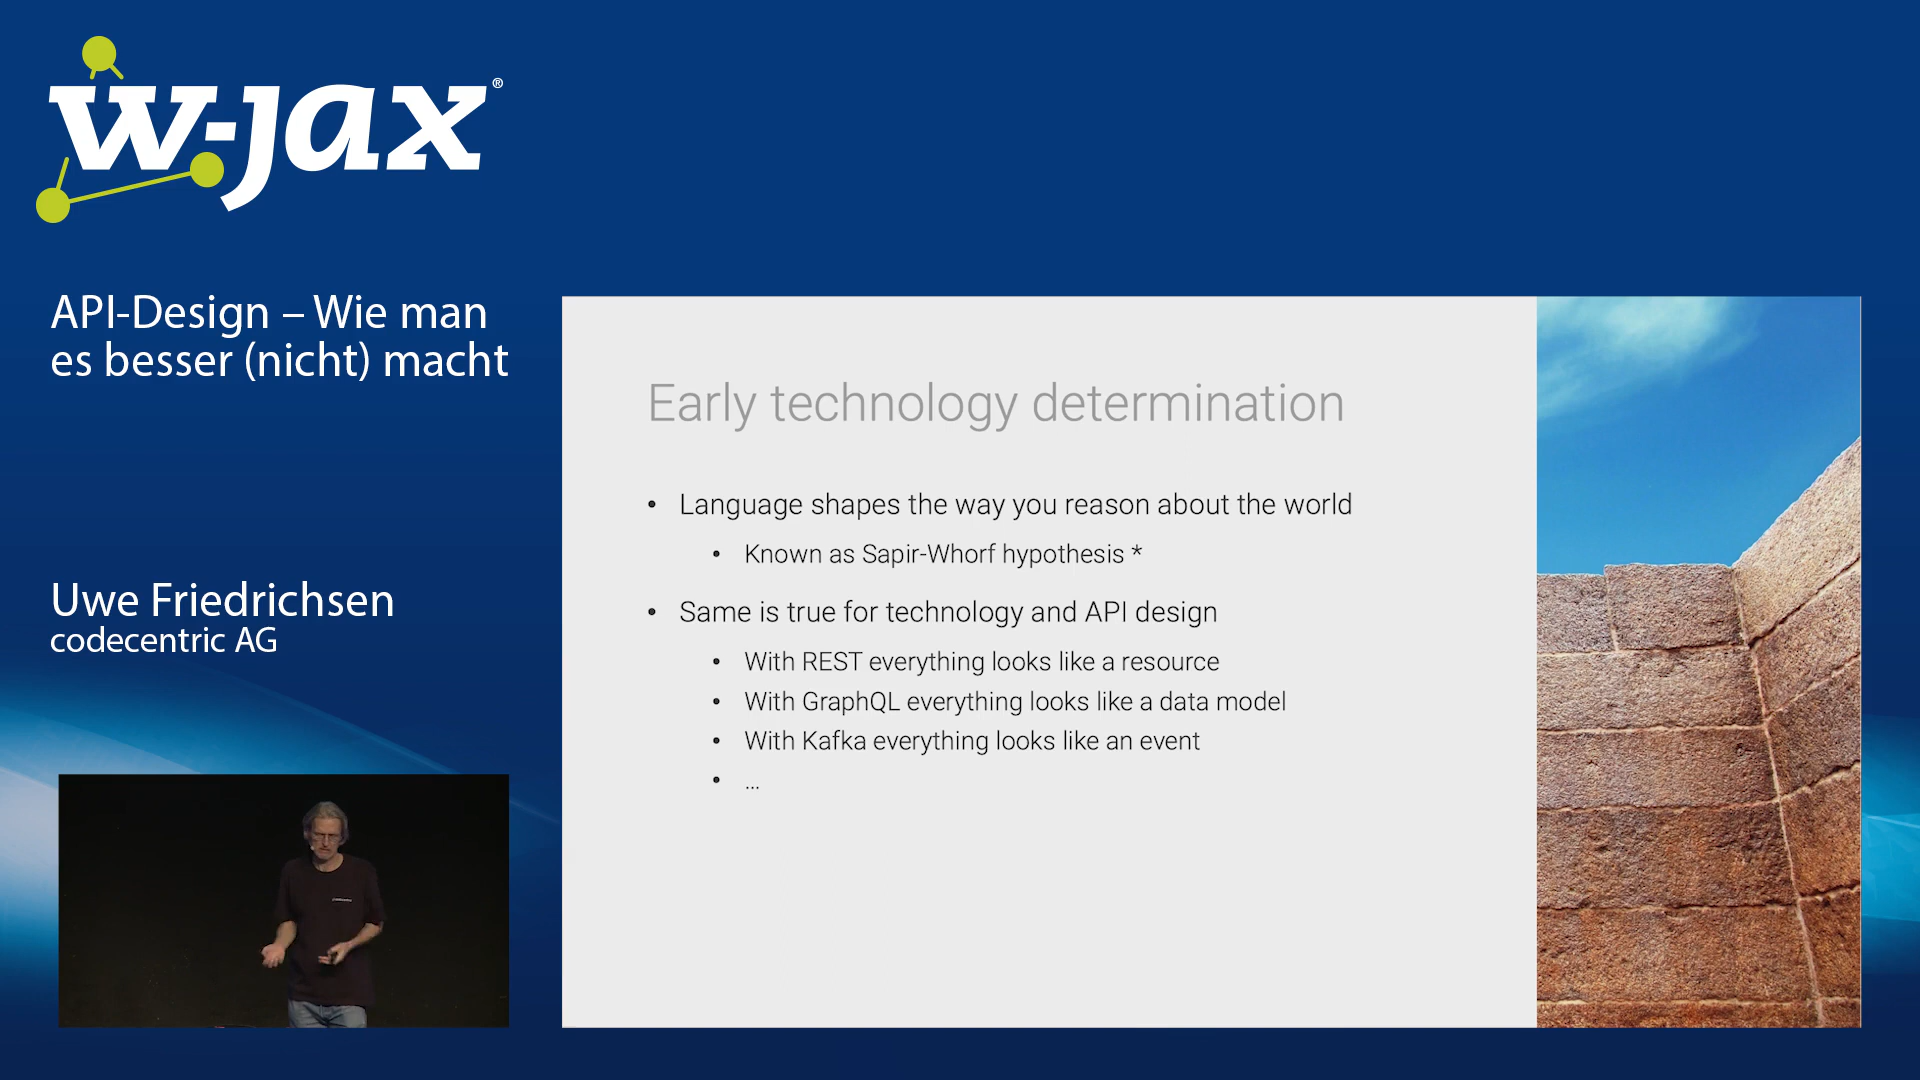 w-jax®
API-Design – Wie man
es besser (nicht) macht
Uwe Friedrichsen
codecentric AG
Early technology determination
• Language shapes the way you reason about the world
• Known as Sapir-Whorf hypothesis *
• Same is true for technology and API design
• With REST everything looks like a resource
• With GraphQL everything looks like a data model
• With Kafka everything looks like an event
• ...